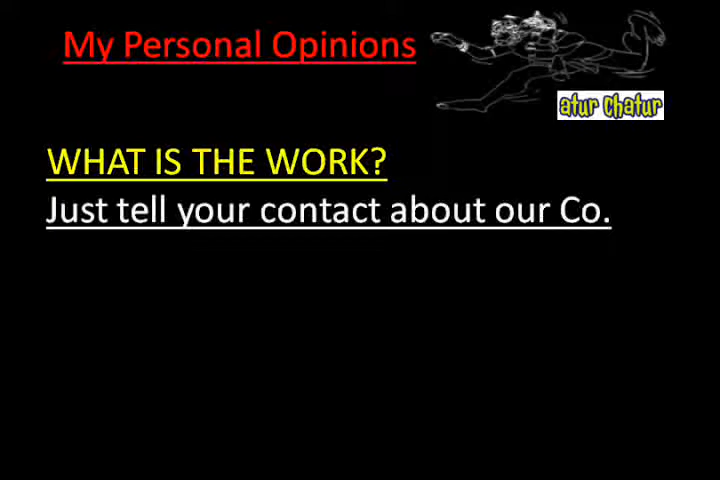 My Personal Opinions
atur Chatur
WHAT IS THE WORK?
Just tell your contact about our Co.